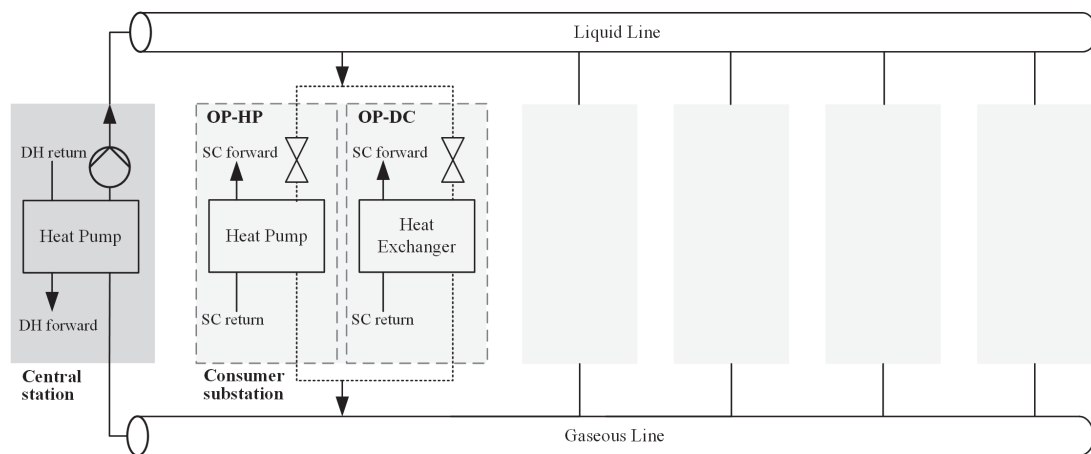 Liquid Line
OP-HP
OP-DC
DH return
SC forward
SC forward
Heat Pump
Heat Pump
Heat
Exchanger
DH forward
SC return
SC return
Central
station
Consumer
substation
Gaseous Line